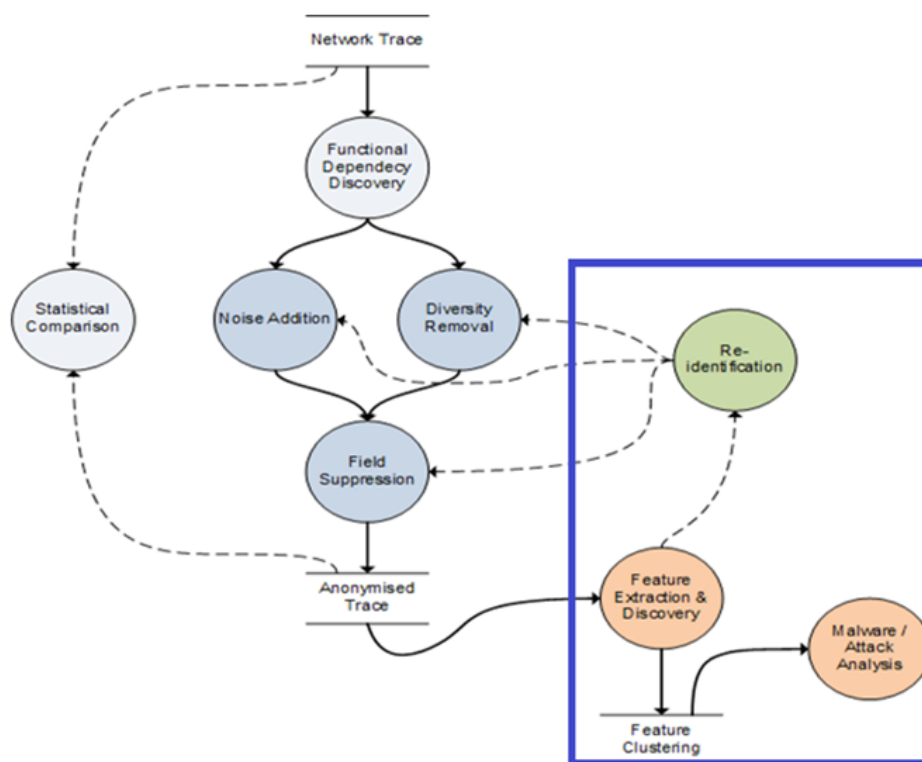 Network Trace
Functional
Dependecy
Discovery
Statistical
Comparison
Noise Addition
Diversity
Removal
Re-
identification
Field
Suppression
Anonymised
Trace
Feature
Extraction &
Discovery
Malware /
Attack
Analysis
Feature
Clustering